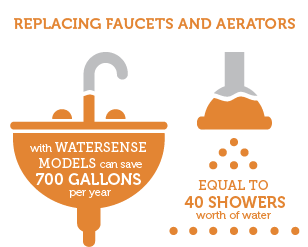 REPLACING FAUCETS AND AERATORS
with WATERSENSE
MODELS can save
700 GALLONS
per year
EQUAL TO
40 SHOWERS
worth of water